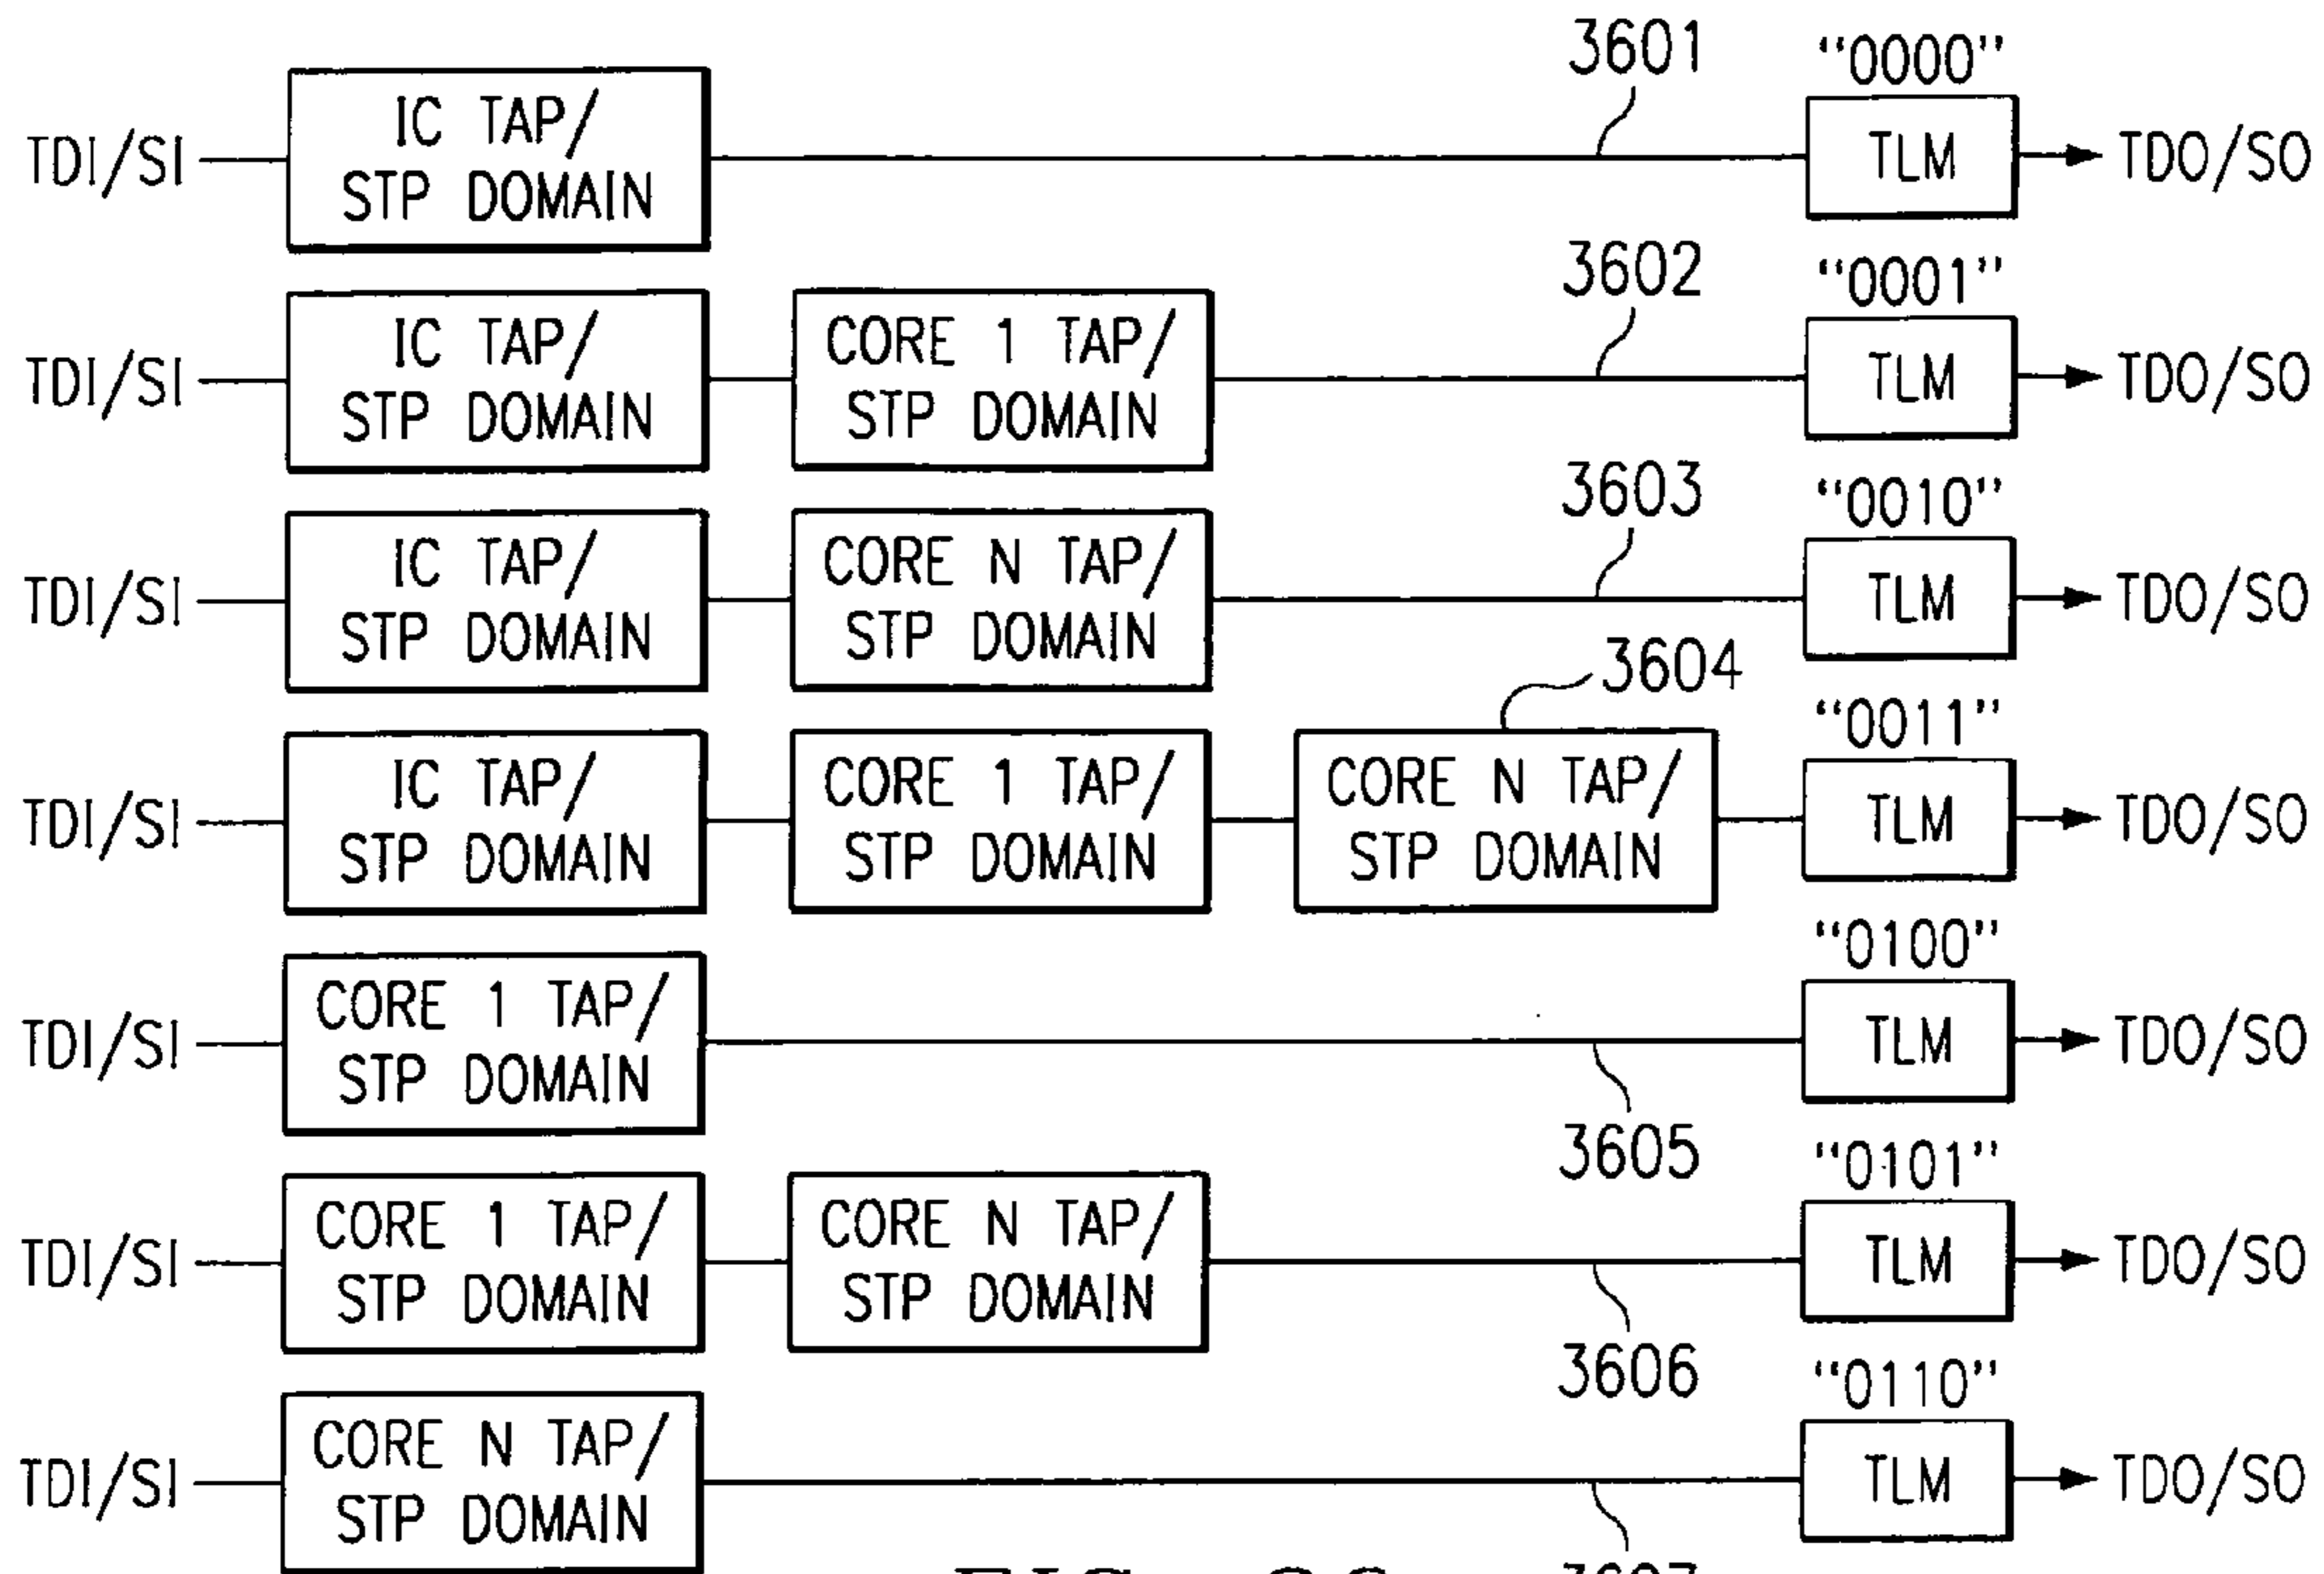 3601 "0000"
TDI/SI IC TAP/ STP DOMAIN TLM TDO/SO
3602 "0001"
TDI/SI IC TAP/ STP DOMAIN CORE 1 TAP/ STP DOMAIN TLM TDO/SO
3603 "0010"
TDI/SI IC TAP/ STP DOMAIN CORE N TAP/ STP DOMAIN TLM TDO/SO
3604 "0011"
TDI/SI IC TAP/ STP DOMAIN CORE 1 TAP/ STP DOMAIN CORE N TAP/ STP DOMAIN TLM TDO/SO
"0100"
TDI/SI CORE 1 TAP/ STP DOMAIN TLM TDO/SO
3605 "0101"
TDI/SI CORE 1 TAP/ STP DOMAIN CORE N TAP/ STP DOMAIN TLM TDO/SO
3606 "0110"
TDI/SI CORE N TAP/ STP DOMAIN TLM TDO/SO